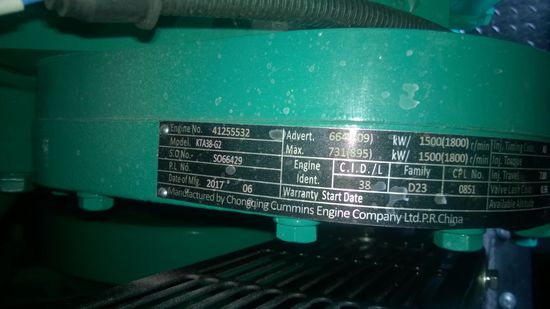 Engine No. 41255532
Model. KTA38-G2
S.O NO. SO66429
P.I. No.
Date of Mfg. 2017 06
Advert. kW/ 1500(1800) r/min
Max. 731(895) kW/ 1500(1800) r/min
Engine Ident. C.I.D./L 38
Family D23
CPL No. 0851
Warranty Start Date
Inj. Timing Code
Inj. Torque
Inj. Travel
Valve Lash Cold
Available Altitude
Manufactured by Chongqing Cummins Engine Company Ltd.P.R.China